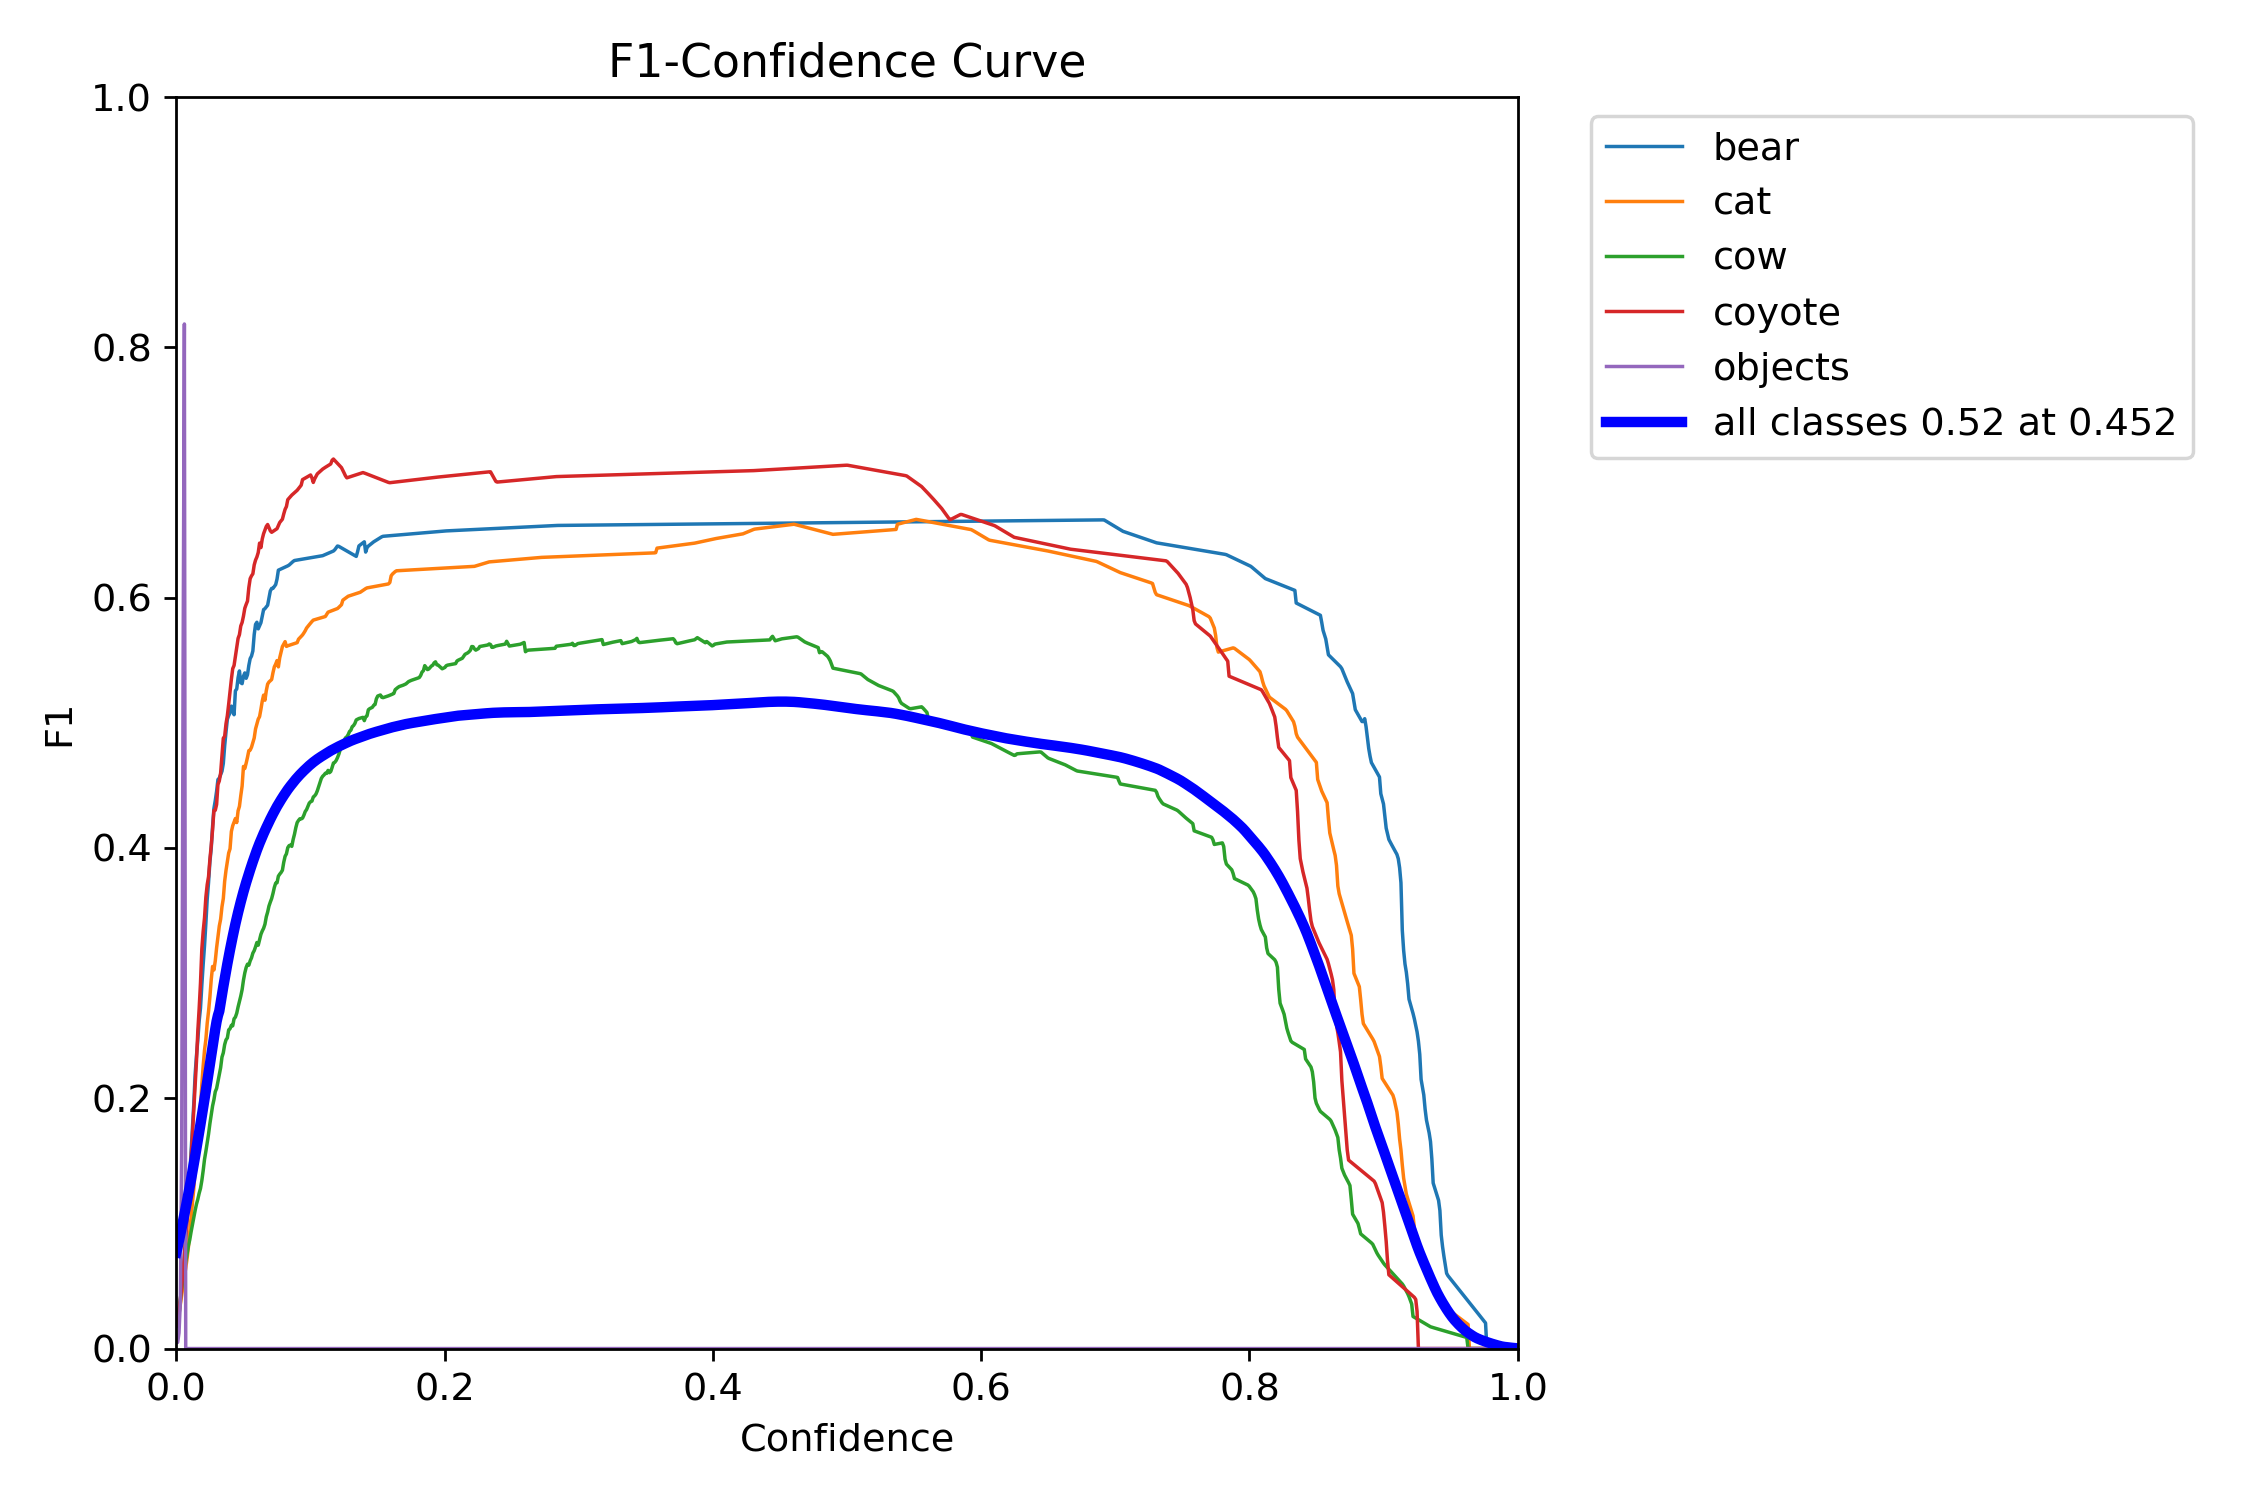 F1-Confidence Curve
1.0
0.8
0.6
0.4
0.2
0.0
F1
0.0 0.2 0.4 0.6 0.8 1.0
Confidence
bear
cat
cow
coyote
objects
all classes 0.52 at 0.452